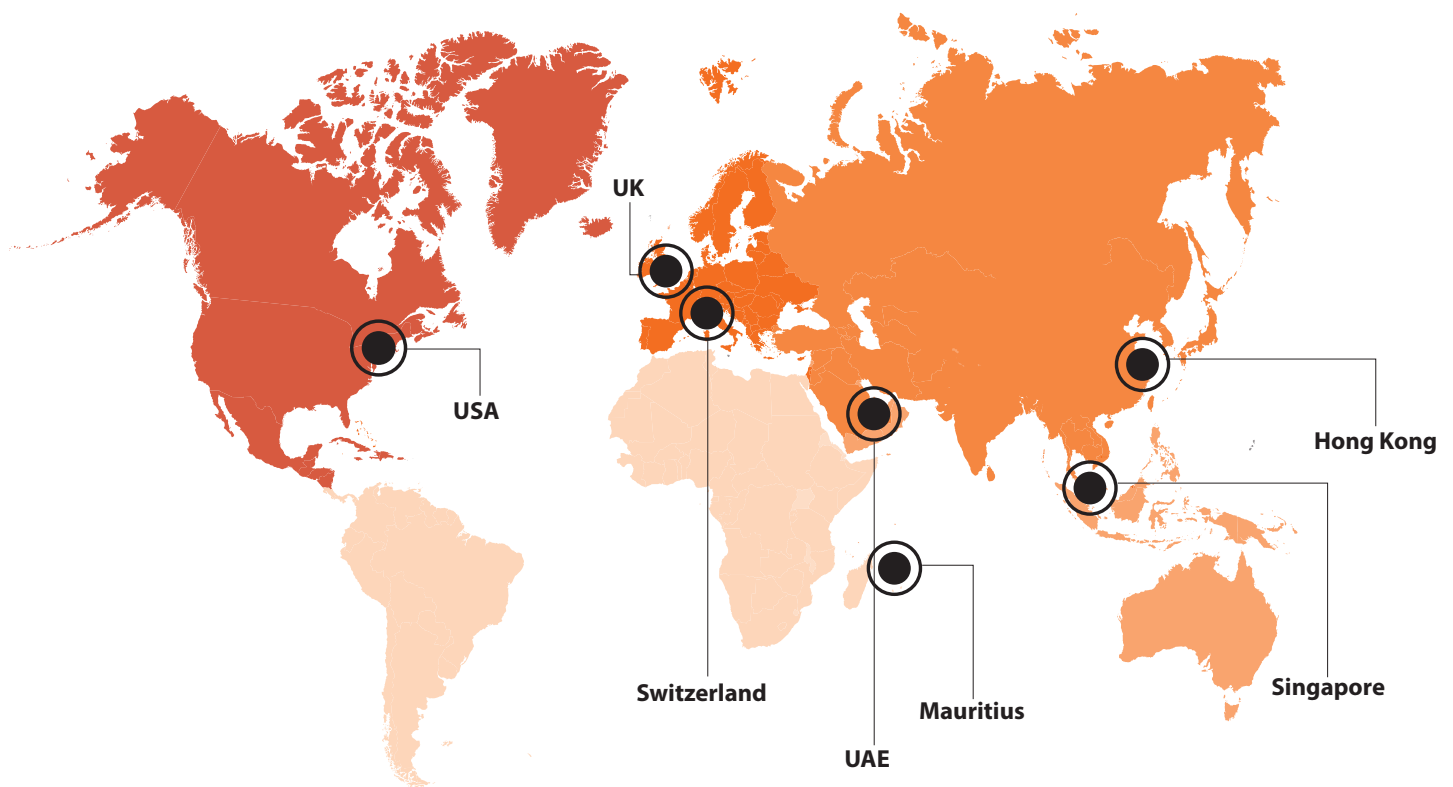 UK
USA
Hong Kong
Switzerland
Singapore
Mauritius
UAE